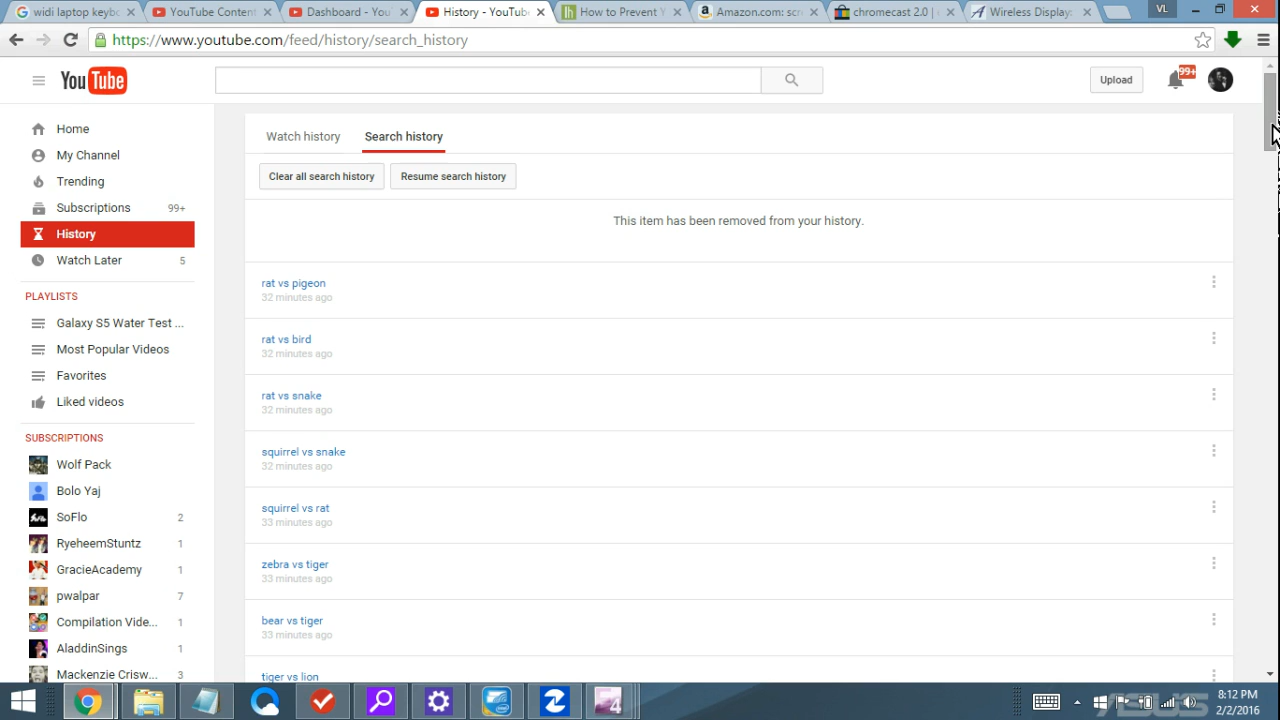 widi laptop keybo
YouTube Content
Dashboard - You
History - YouTube
How to Prevent Y
Amazon.com: scr
chromecast 2.0 |
Wireless Display
VL
https://www.youtube.com/feed/history/search_history
YouTube
Upload
99+
Home
My Channel
Trending
Subscriptions 99+
History
Watch Later 5
PLAYLISTS
Galaxy S5 Water Test ...
Most Popular Videos
Favorites
Liked videos
SUBSCRIPTIONS
Wolf Pack
Bolo Yaj
SoFlo 2
RyeheemStuntz 1
GracieAcademy 1
pwalpar 7
Compilation Vide... 1
AladdinSings 1
Mackenzie Crisw... 3
Watch history
Search history
Clear all search history
Resume search history
This item has been removed from your history.
rat vs pigeon
32 minutes ago
rat vs bird
32 minutes ago
rat vs snake
32 minutes ago
squirrel vs snake
32 minutes ago
squirrel vs rat
33 minutes ago
zebra vs tiger
33 minutes ago
bear vs tiger
33 minutes ago
tiger vs lion
8:12 PM
2/2/2016